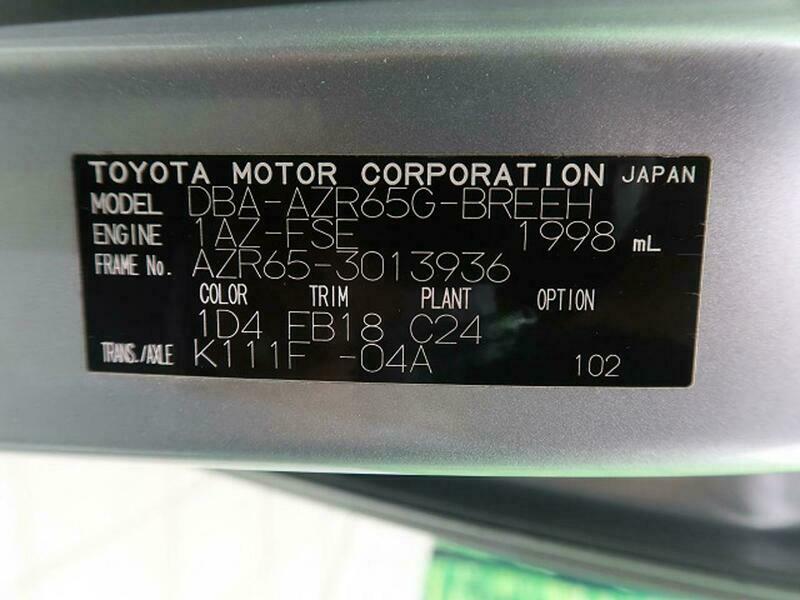 TOYOTA MOTOR CORPORATION JAPAN
MODEL DBA-AZR65G-BREEH
ENGINE 1AZ-FSE 1998 mL
FRAME No. AZR65-3013936
COLOR TRIM PLANT OPTION
1D4 FB18 C24
TRANS./AXLE K111F -04A 102